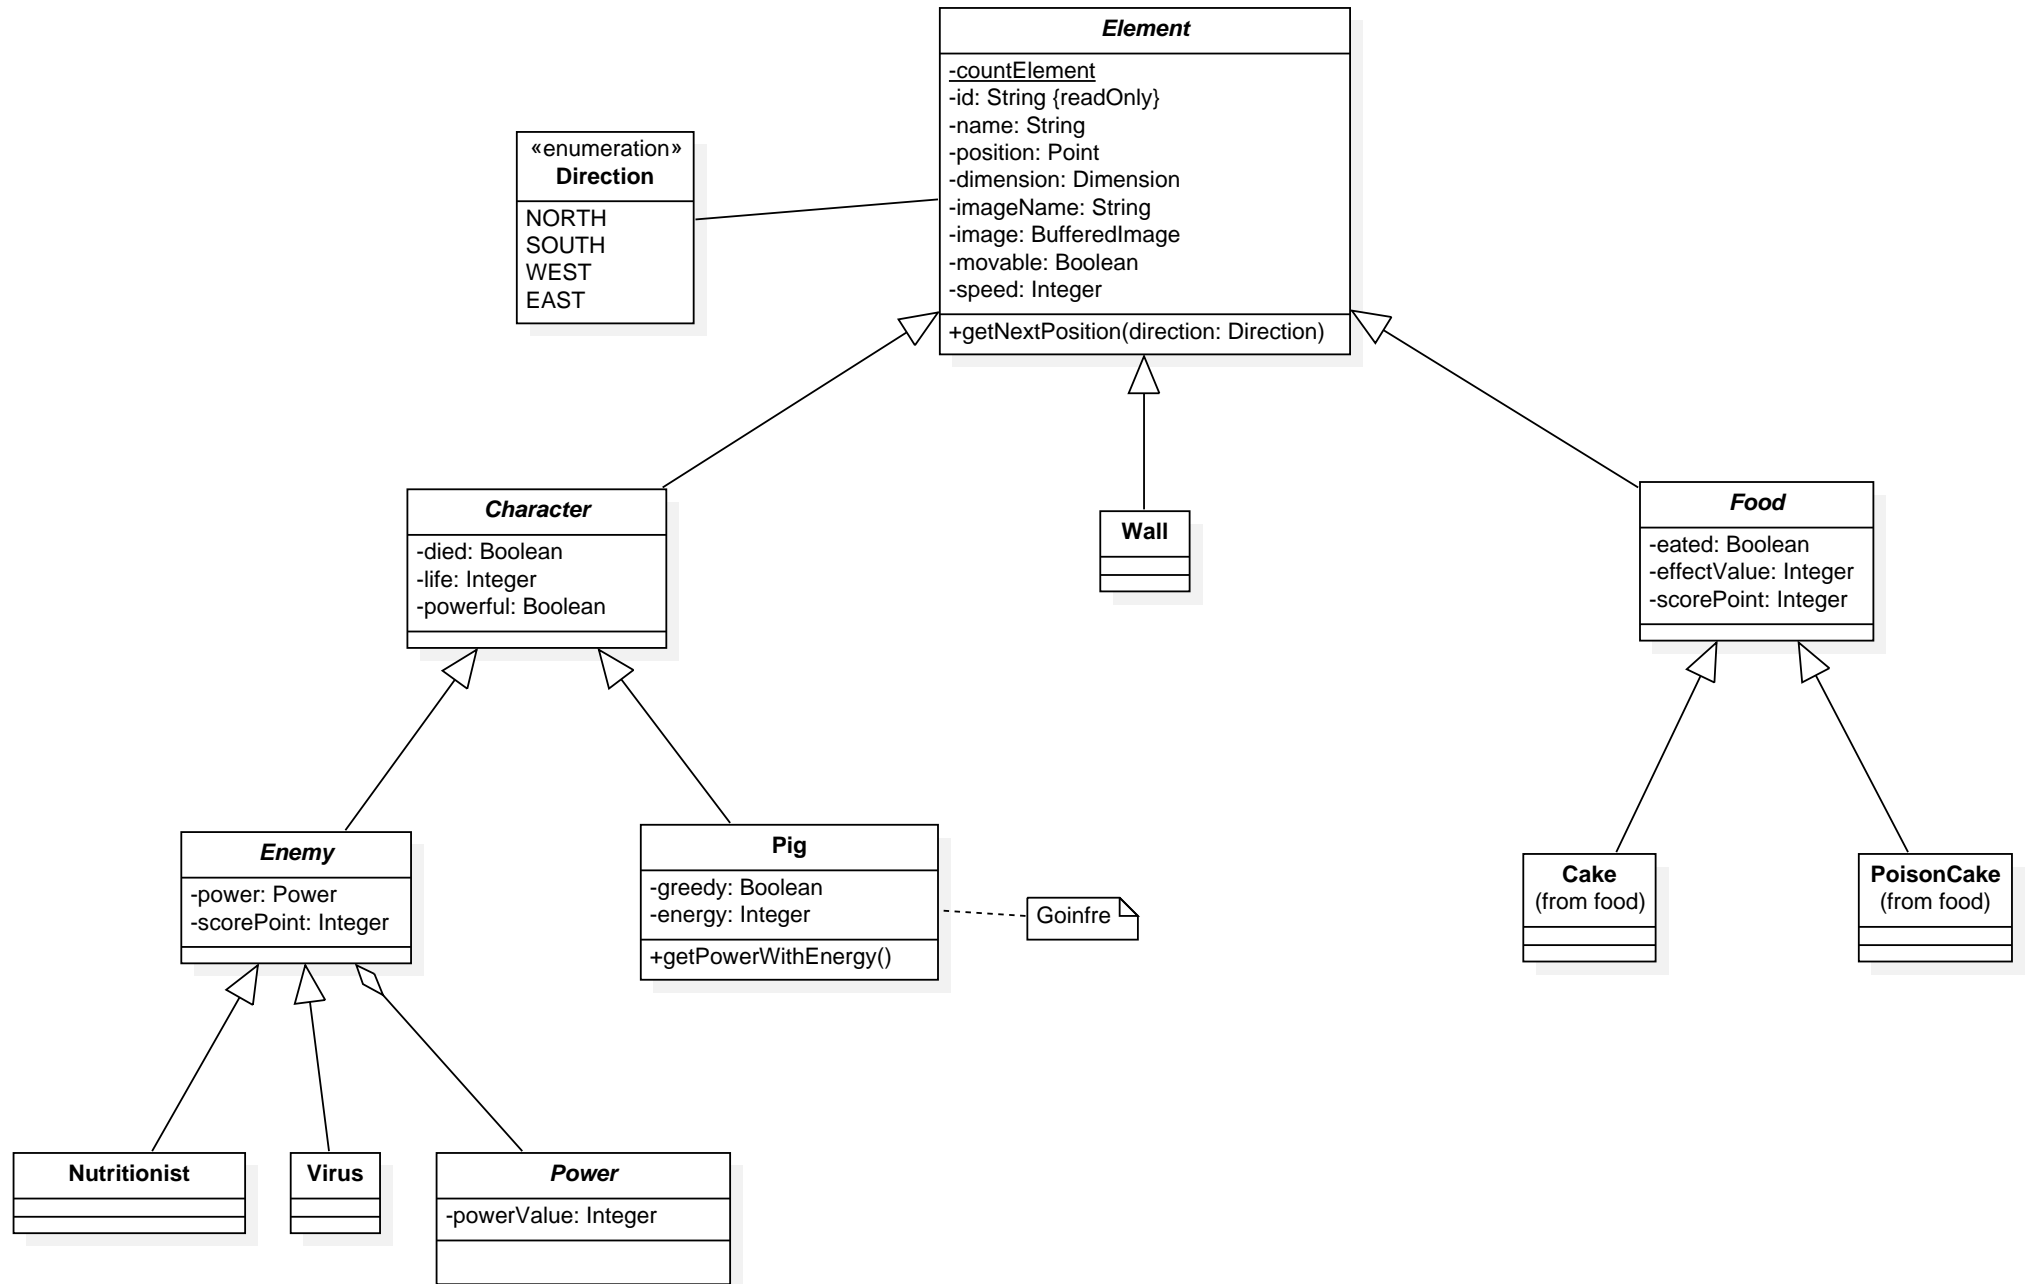 Element
-countElement
-id: String {readOnly}
-name: String
-position: Point
-dimension: Dimension
-imageName: String
-image: BufferedImage
-movable: Boolean
-speed: Integer
+getNextPosition(direction: Direction)
«enumeration»
Direction
NORTH
SOUTH
WEST
EAST
Character
-died: Boolean
-life: Integer
-powerful: Boolean
Wall
Food
-eated: Boolean
-effectValue: Integer
-scorePoint: Integer
Enemy
-power: Power
-scorePoint: Integer
Pig
-greedy: Boolean
-energy: Integer
+getPowerWithEnergy()
Goinfre
Cake
(from food)
PoisonCake
(from food)
Nutritionist
Virus
Power
-powerValue: Integer